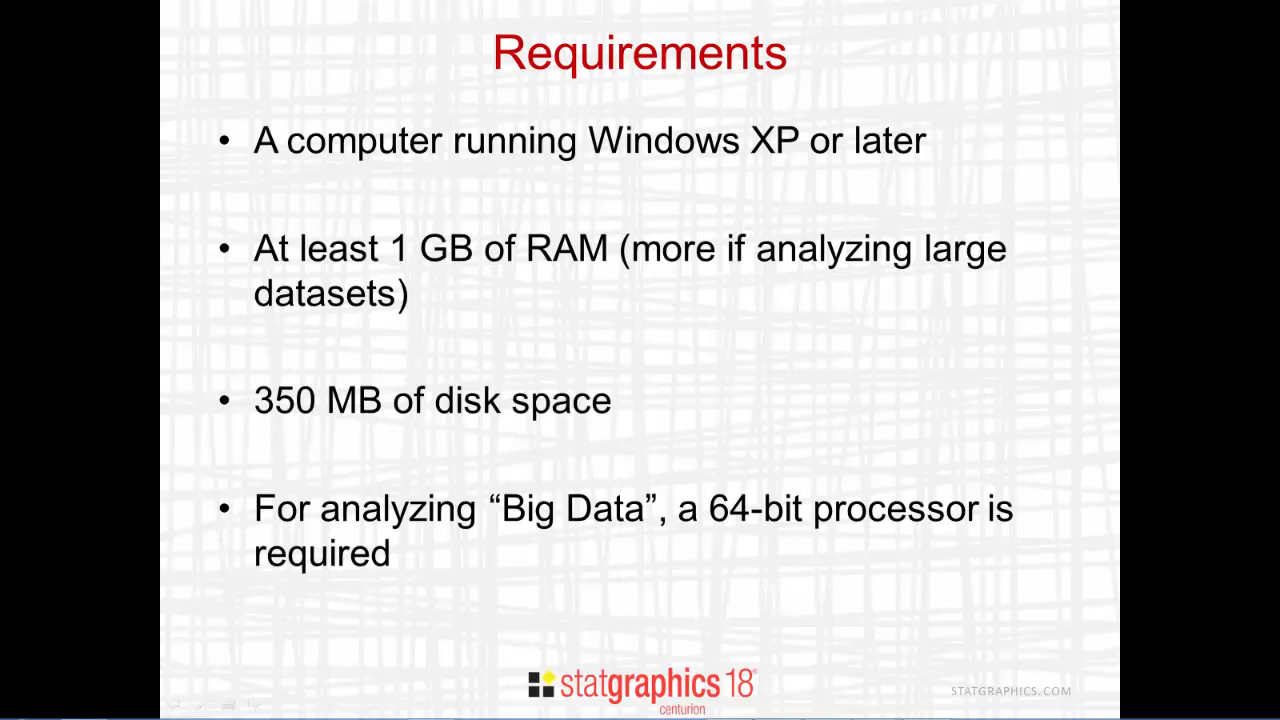 Requirements
• A computer running Windows XP or later
• At least 1 GB of RAM (more if analyzing large
datasets)
• 350 MB of disk space
• For analyzing “Big Data”, a 64-bit processor is
required
statgraphics 18®
centurion
STATGRAPHICS.COM